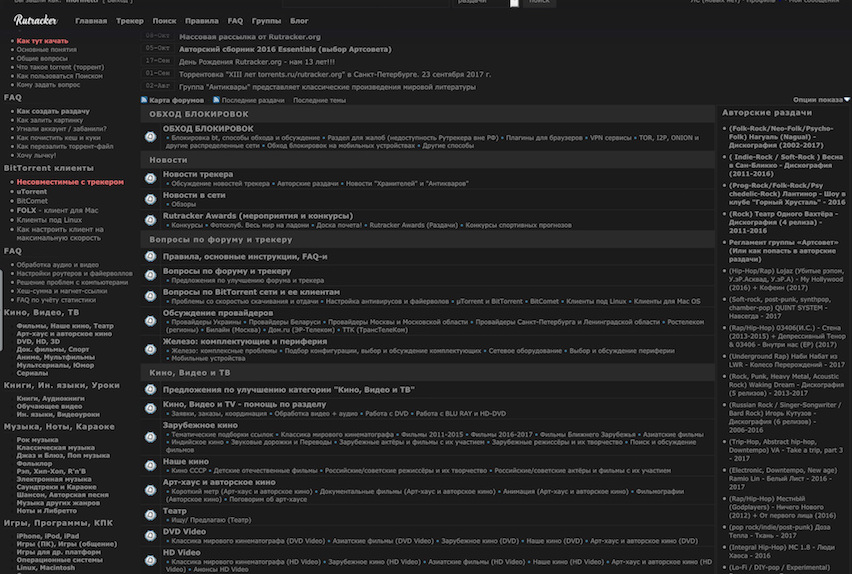 [ Выход ]
раздачи
поиск
Rutracker
Главная Трекер Поиск Правила FAQ Группы Блог
Как тут качать
Основные понятия
Общие вопросы
Что такое torrent (торрент)
Как пользоваться Поиском
Кому задать вопрос
FAQ
Как создать раздачу
Как залить картинку
Угнали аккаунт / забанили?
Как почистить кеш и куки
Как перезалить торрент-файл
Хочу лычку!
BitTorrent клиенты
Несовместимые с трекером
uTorrent
BitComet
FOLX - клиент для Mac
Клиенты под Linux
Как настроить клиент на
максимальную скорость
FAQ
Обработка аудио и видео
Настройки роутеров и файерволлов
Решение проблем с компьютерами
Хеш-сумма и магнет-ссылки
FAQ по учёту статистики
Кино, Видео, ТВ
Фильмы, Наше кино, Театр
Арт-хаус и авторское кино
DVD, HD, 3D
Док. фильмы, Спорт
Аниме, Мультфильмы
Мультсериалы, Юмор
Сериалы
Книги, Ин. языки, Уроки
Книги, Аудиокниги
Обучающее видео
Ин. языки, Видеоуроки
Музыка, Ноты, Караоке
Рок музыка
Классическая музыка
Джаз и Блюз, Поп музыка
Фольклор
Рэп, Хип-Хоп, R'n'B
Электронная музыка
Саундтреки и Караоке
Шансон, Авторская песня
Музыка других жанров
Ноты и Либретто
Игры, Программы, КПК
iPhone, iPod, iPad
Игры (ПК), Игры (общение)
Игры для др. платформ
Операционные системы
Linux, Macintosh
08-Окт Массовая рассылка от Rutracker.org
05-Окт Авторский сборник 2016 Essentials (выбор Артсовета)
17-Сен День Рождения Rutracker.org - нам 13 лет!!!
01-Сен Торрентовка "XIII лет torrents.ru/rutracker.org" в Санкт-Петербурге. 23 сентября 2017 г.
02-Авг Группа "Антиквары" представляет классические произведения мировой литературы
Карта форумов Последние раздачи Последние темы Опции показа
ОБХОД БЛОКИРОВОК
ОБХОД БЛОКИРОВОК
Блокировка bt, способы обхода и обсуждение Раздел для жалоб (недоступность Рутрекера вне РФ) Плагины для браузеров VPN сервисы TOR, I2P, ONION и
другие распределенные сети Обход блокировок на мобильных устройствах Другие способы
Новости
Новости трекера
Обсуждение новостей трекера Авторские раздачи Новости "Хранителей" и "Антикваров"
Новости в сети
Обзоры
Rutracker Awards (мероприятия и конкурсы)
Конкурсы Фотоклуб. Весь мир на ладони Доска почета! Rutracker Awards (Раздачи) Конкурсы спортивных прогнозов
Вопросы по форуму и трекеру
Правила, основные инструкции, FAQ-и
Вопросы по форуму и трекеру
Предложения по улучшению форума и трекера
Вопросы по BitTorrent сети и ее клиентам
Проблемы со скоростью скачивания и отдачи Настройка антивирусов и файерволов µTorrent и BitTorrent BitComet Клиенты под Linux Клиенты для Mac OS
Обсуждение провайдеров
Провайдеры Украины Провайдеры Беларуси Провайдеры Москвы и Московской области Провайдеры Санкт-Петербурга и Ленинградской области Ростелеком
(регионы) Билайн (Москва) Дом.ru (ЭР-Телеком) ТТК (ТрансТелеКом)
Железо: комплектующие и периферия
Железо: комплексные проблемы Подбор конфигурации, выбор и обсуждение комплектующих Сетевое оборудование Выбор и обсуждение периферии
Мобильные устройства
Кино, Видео и ТВ
Предложения по улучшению категории "Кино, Видео и ТВ"
Кино, Видео и TV - помощь по разделу
Заявки, заказы, координация Обработка видео + аудио Работа с DVD Работа с BLU RAY и HD-DVD
Зарубежное кино
Тематические подборки ссылок Классика мирового кинематографа Фильмы 2011-2015 Фильмы 2016-2017 Фильмы Ближнего Зарубежья Азиатские фильмы
Индийское кино Звуковые дорожки и Переводы Зарубежные актёры и фильмы с их участием Зарубежные режиссёры и их творчество Поиск и обсуждение
фильмов
Наше кино
Кино СССР Детские отечественные фильмы Российские/советские режиссёры и их творчество Российские/советские актёры и фильмы с их участием
Арт-хаус и авторское кино
Короткий метр (Арт-хаус и авторское кино) Документальные фильмы (Арт-хаус и авторское кино) Анимация (Арт-хаус и авторское кино) Фильмографии
(Авторское кино) Поговорим об арт-хаусе
Театр
Ищу/ Предлагаю (Театр)
DVD Video
Классика мирового кинематографа (DVD Video) Азиатские фильмы (DVD Video) Зарубежное кино (DVD) Наше кино (DVD) Арт-хаус и авторское кино (DVD)
HD Video
Классика мирового кинематографа (HD Video) Зарубежное кино (HD Video) Азиатские фильмы (HD Video) Наше кино (HD Video) Арт-хаус и авторское кино (HD
Video) Анонсы HD Video
Авторские раздачи
(Folk-Rock/Neo-Folk/Psycho-
Folk) Нагуаль (Nagual) -
Дискография (2002-2017)
( Indie-Rock / Soft-Rock ) Весна
в Сан-Бликко - Дискография
(2011-2016)
(Prog-Rock/Folk-Rock/Psy
chedelic-Rock) Лантинор - Шоу в
клубе "Горный Хрусталь" - 2016
(Rock) Театр Одного Вахтёра -
Дискография (4 релиза) -
2011-2016
Регламент группы «Артсовет»
(Или как попасть в авторские
раздачи)
(Hip-Hop/Rap) Lojaz (Убитые рэпом,
У.эР.Асквад, У.эР.А) - My Hollywood
(2016) + Кофеин (2017)
(Soft-rock, post-punk, synthpop,
chamber-pop) QUINT SYSTEM -
Навсегда - 2017
(Rap/Hip-Hop) 03406(И.С.) - Стена
(2013-2015) + Депрессивный Тенор
& 03406 - Внутри нас (EP) (2017)
(Underground Rap) Наби Набат из
LWR - Колесо Перерождений - 2017
(Rock, Punk, Heavy Metal, Acoustic
Rock) Waking Dream - Дискография
(5 релизов) - 2013-2017
(Russian Rock / Singer-Songwriter /
Bard Rock) Игорь Кутузов -
Дискография (6 релизов) -
2006-2016
(Trip-Hop, Abstract hip-hop,
Downtempo) VA - Take a trip, part 3
- 2017
(Electronic, Downtempo, New age)
Ramio Lin - Белый Лист - 2016 -
2017
(Rap/Hip-Hop) Местный
(Godplayers) - Ничего Нового
(2012) + От первого лица (2016)
(pop rock/indie/post-punk) Доза
Тепла - Ткань - 2017
(Integral Hip-Hop) MC 1.8 - Люди
Хаоса - 2016
(Lo-Fi / DIY-pop / Experimental)